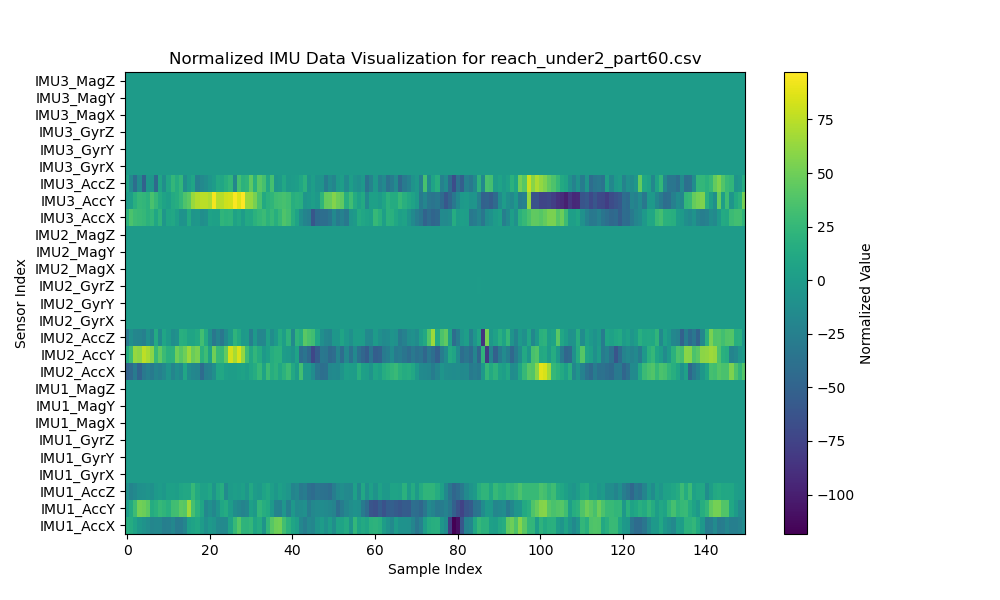 Normalized IMU Data Visualization for reach_under2_part60.csv
IMU3_MagZ
IMU3_MagY
IMU3_MagX
IMU3_GyrZ
IMU3_GyrY
IMU3_GyrX
IMU3_AccZ
IMU3_AccY
IMU3_AccX
IMU2_MagZ
IMU2_MagY
IMU2_MagX
IMU2_GyrZ
IMU2_GyrY
IMU2_GyrX
IMU2_AccZ
IMU2_AccY
IMU2_AccX
IMU1_MagZ
IMU1_MagY
IMU1_MagX
IMU1_GyrZ
IMU1_GyrY
IMU1_GyrX
IMU1_AccZ
IMU1_AccY
IMU1_AccX
Sensor Index
0 20 40 60 80 100 120 140
Sample Index
75
50
25
0
−25
−50
−75
−100
Normalized Value